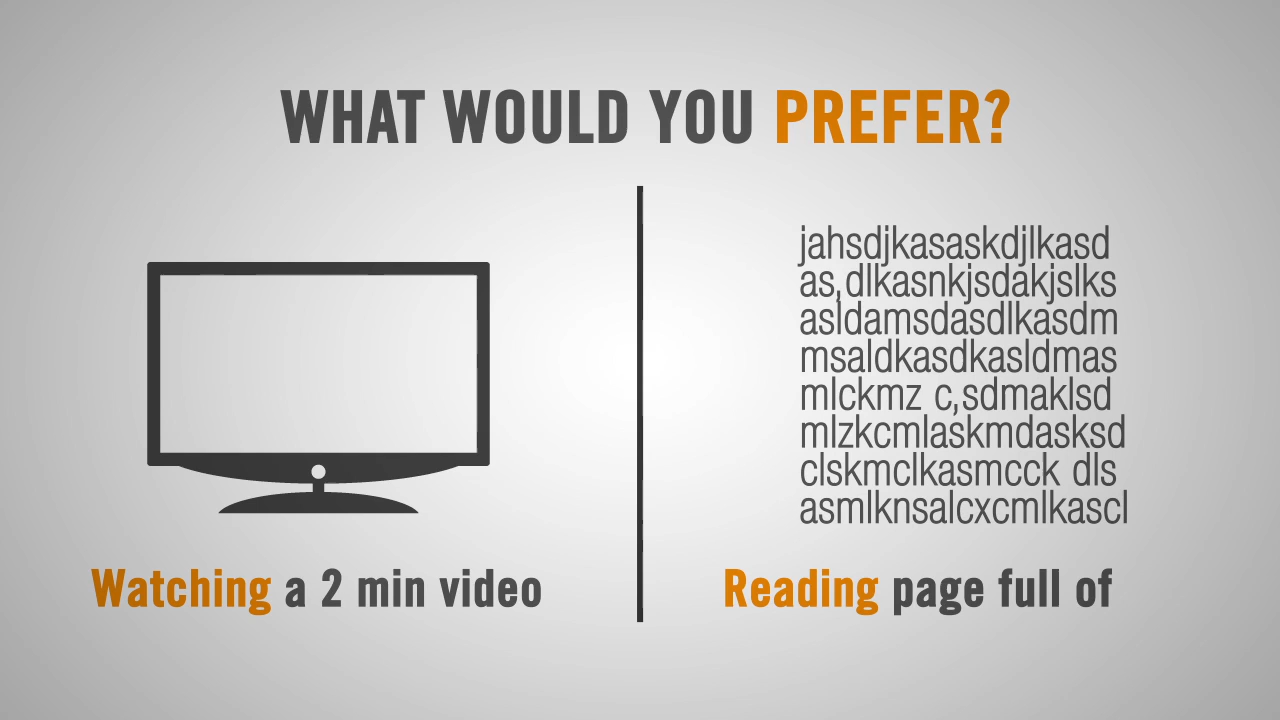 WHAT WOULD YOU PREFER?
jahsdjkasaskdjlkasd
as,dlkasnkjsdakjslks
asldamsdasdlkasdm
msaldkasdkasldmas
mlckmz c,sdmaklsd
mlzkcmlaskmdasksd
clskmclkasmcck dls
asmlknsalcxcmlkascl
Watching a 2 min video
Reading page full of